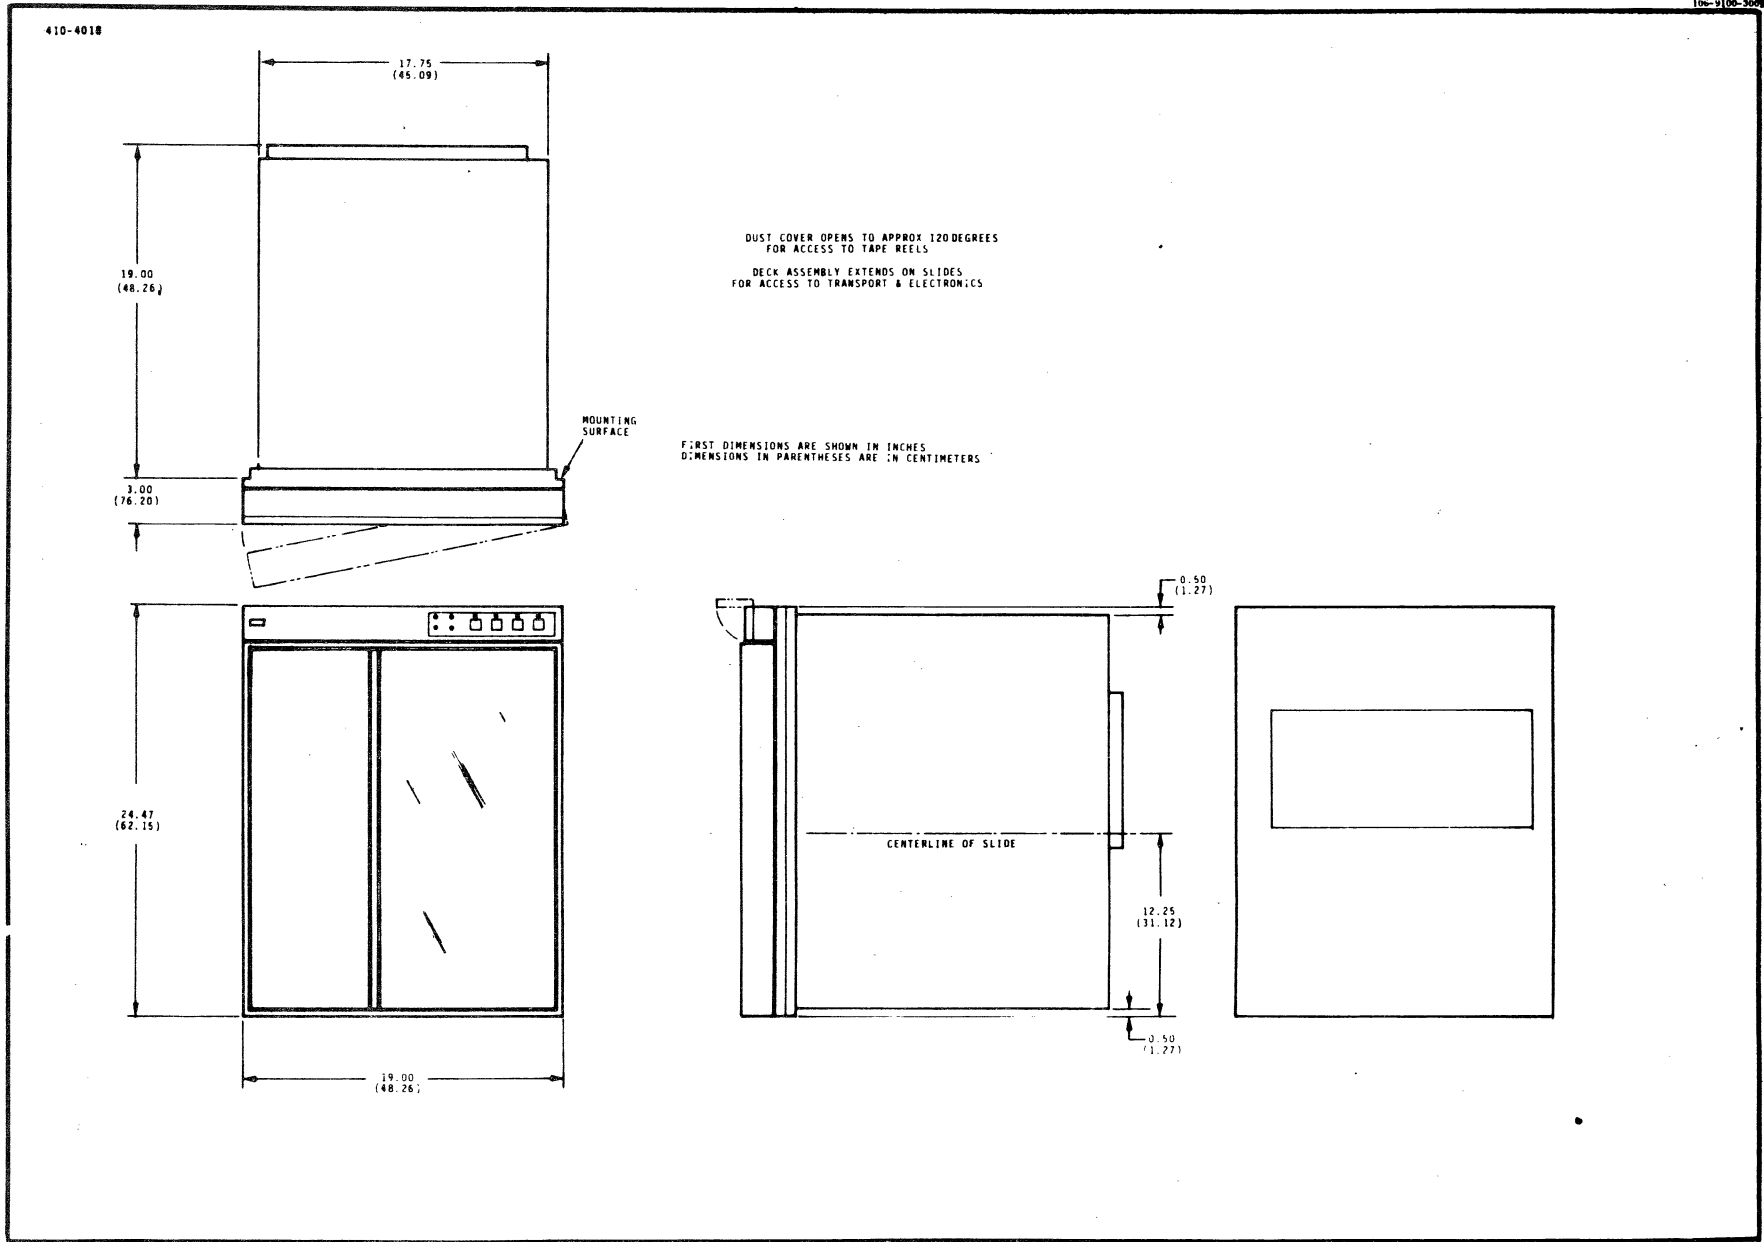 106-9100-300
410-4018
17.75
(45.09)
DUST COVER OPENS TO APPROX 120 DEGREES
FOR ACCESS TO TAPE REELS
DECK ASSEMBLY EXTENDS ON SLIDES
FOR ACCESS TO TRANSPORT & ELECTRONICS
19.00
(48.26)
MOUNTING
SURFACE
FIRST DIMENSIONS ARE SHOWN IN INCHES
DIMENSIONS IN PARENTHESES ARE IN CENTIMETERS
3.00
(76.20)
0.50
(1.27)
24.47
(62.15)
CENTERLINE OF SLIDE
12.25
(31.12)
0.50
(1.27)
19.00
(48.26)